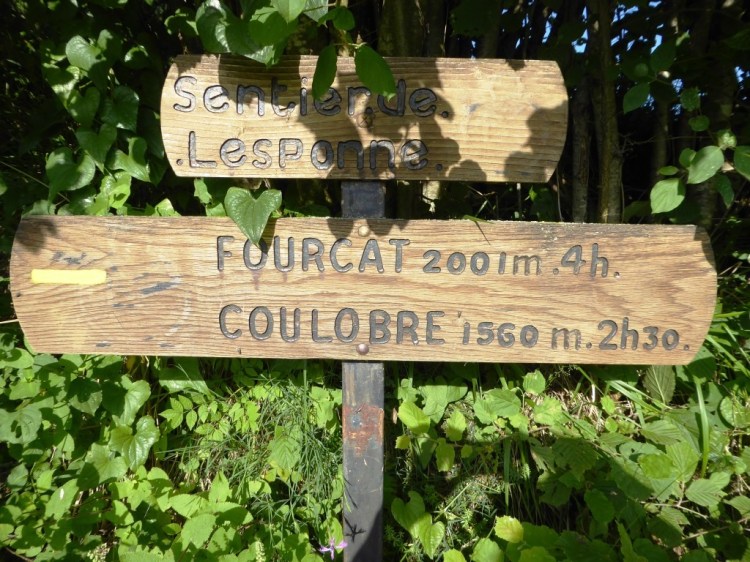 Sentier.de.
.Lesponne.
FOURCAT 2001m.4h.
COULOBRE 1560 m.2h30.